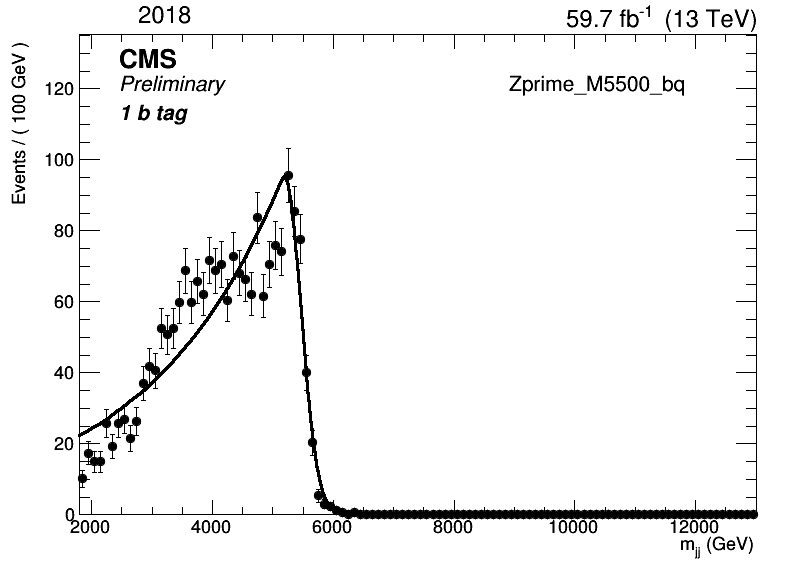 2018 59.7 fb⁻¹ (13 TeV)
CMS
Preliminary
1 b tag
Zprime_M5500_bq
Events / ( 100 GeV )
120
100
80
60
40
20
0
2000 4000 6000 8000 10000 12000
m_jj (GeV)